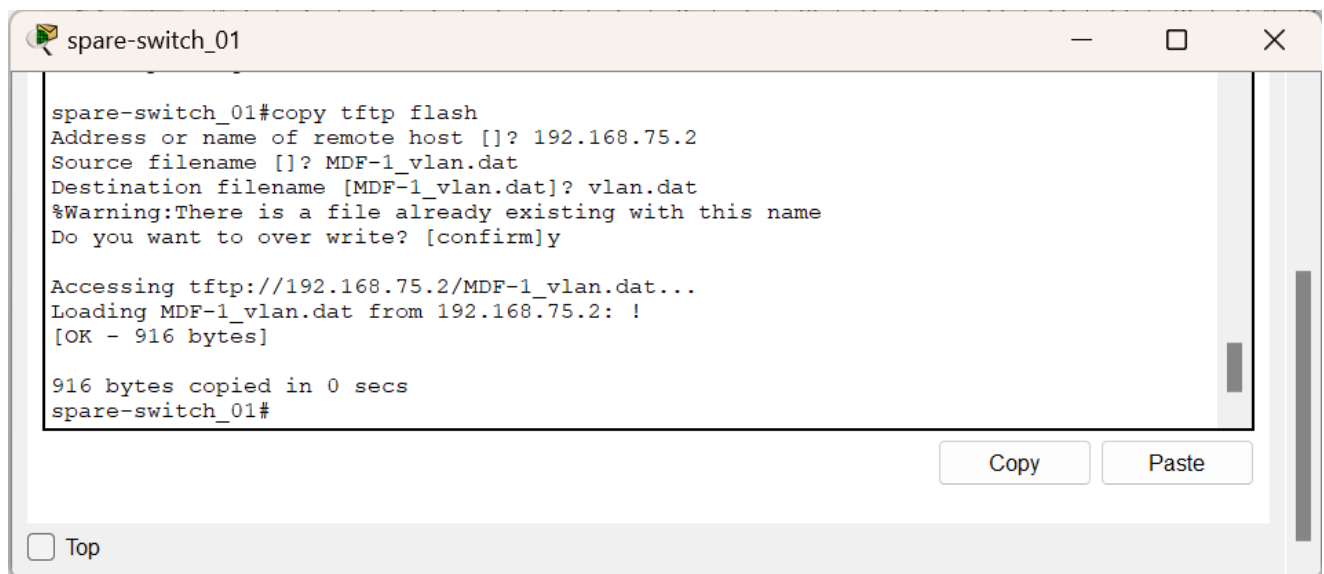 spare-switch_01
spare-switch_01#copy tftp flash
Address or name of remote host []? 192.168.75.2
Source filename []? MDF-1_vlan.dat
Destination filename [MDF-1_vlan.dat]? vlan.dat
%Warning:There is a file already existing with this name
Do you want to over write? [confirm]y
Accessing tftp://192.168.75.2/MDF-1_vlan.dat...
Loading MDF-1_vlan.dat from 192.168.75.2: !
[OK - 916 bytes]
916 bytes copied in 0 secs
spare-switch_01#
Copy Paste
Top